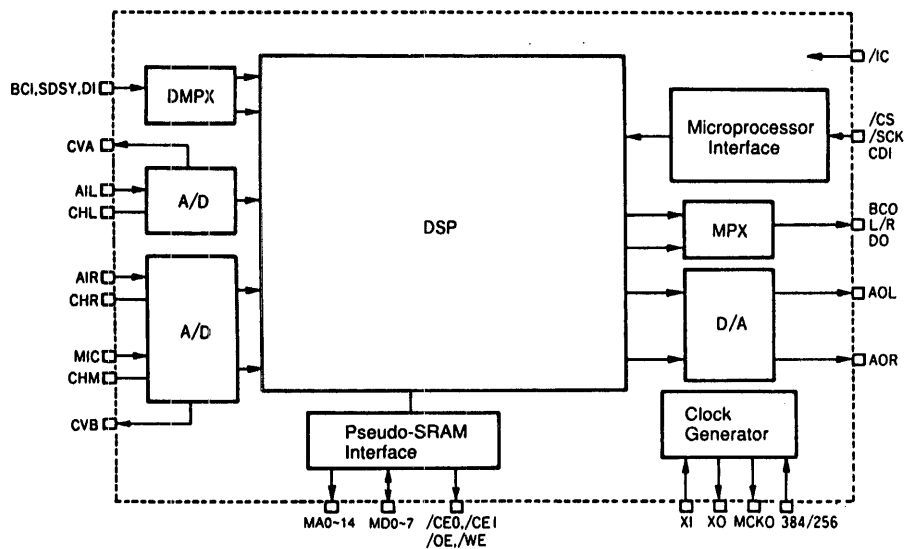 /IC
BCI,SDSY,DI
DMPX
Microprocessor
Interface
/CS
/SCK
CDI
CVA
AIL
CHL
A/D
DSP
MPX
BCO
L/R
DO
AIR
CHR
A/D
MIC
CHM
CVB
D/A
AOL
AOR
Pseudo-SRAM
Interface
Clock
Generator
MA0~14
MD0~7
/CE0,/CE1
/OE,/WE
XI
XO
MCKO
384/256